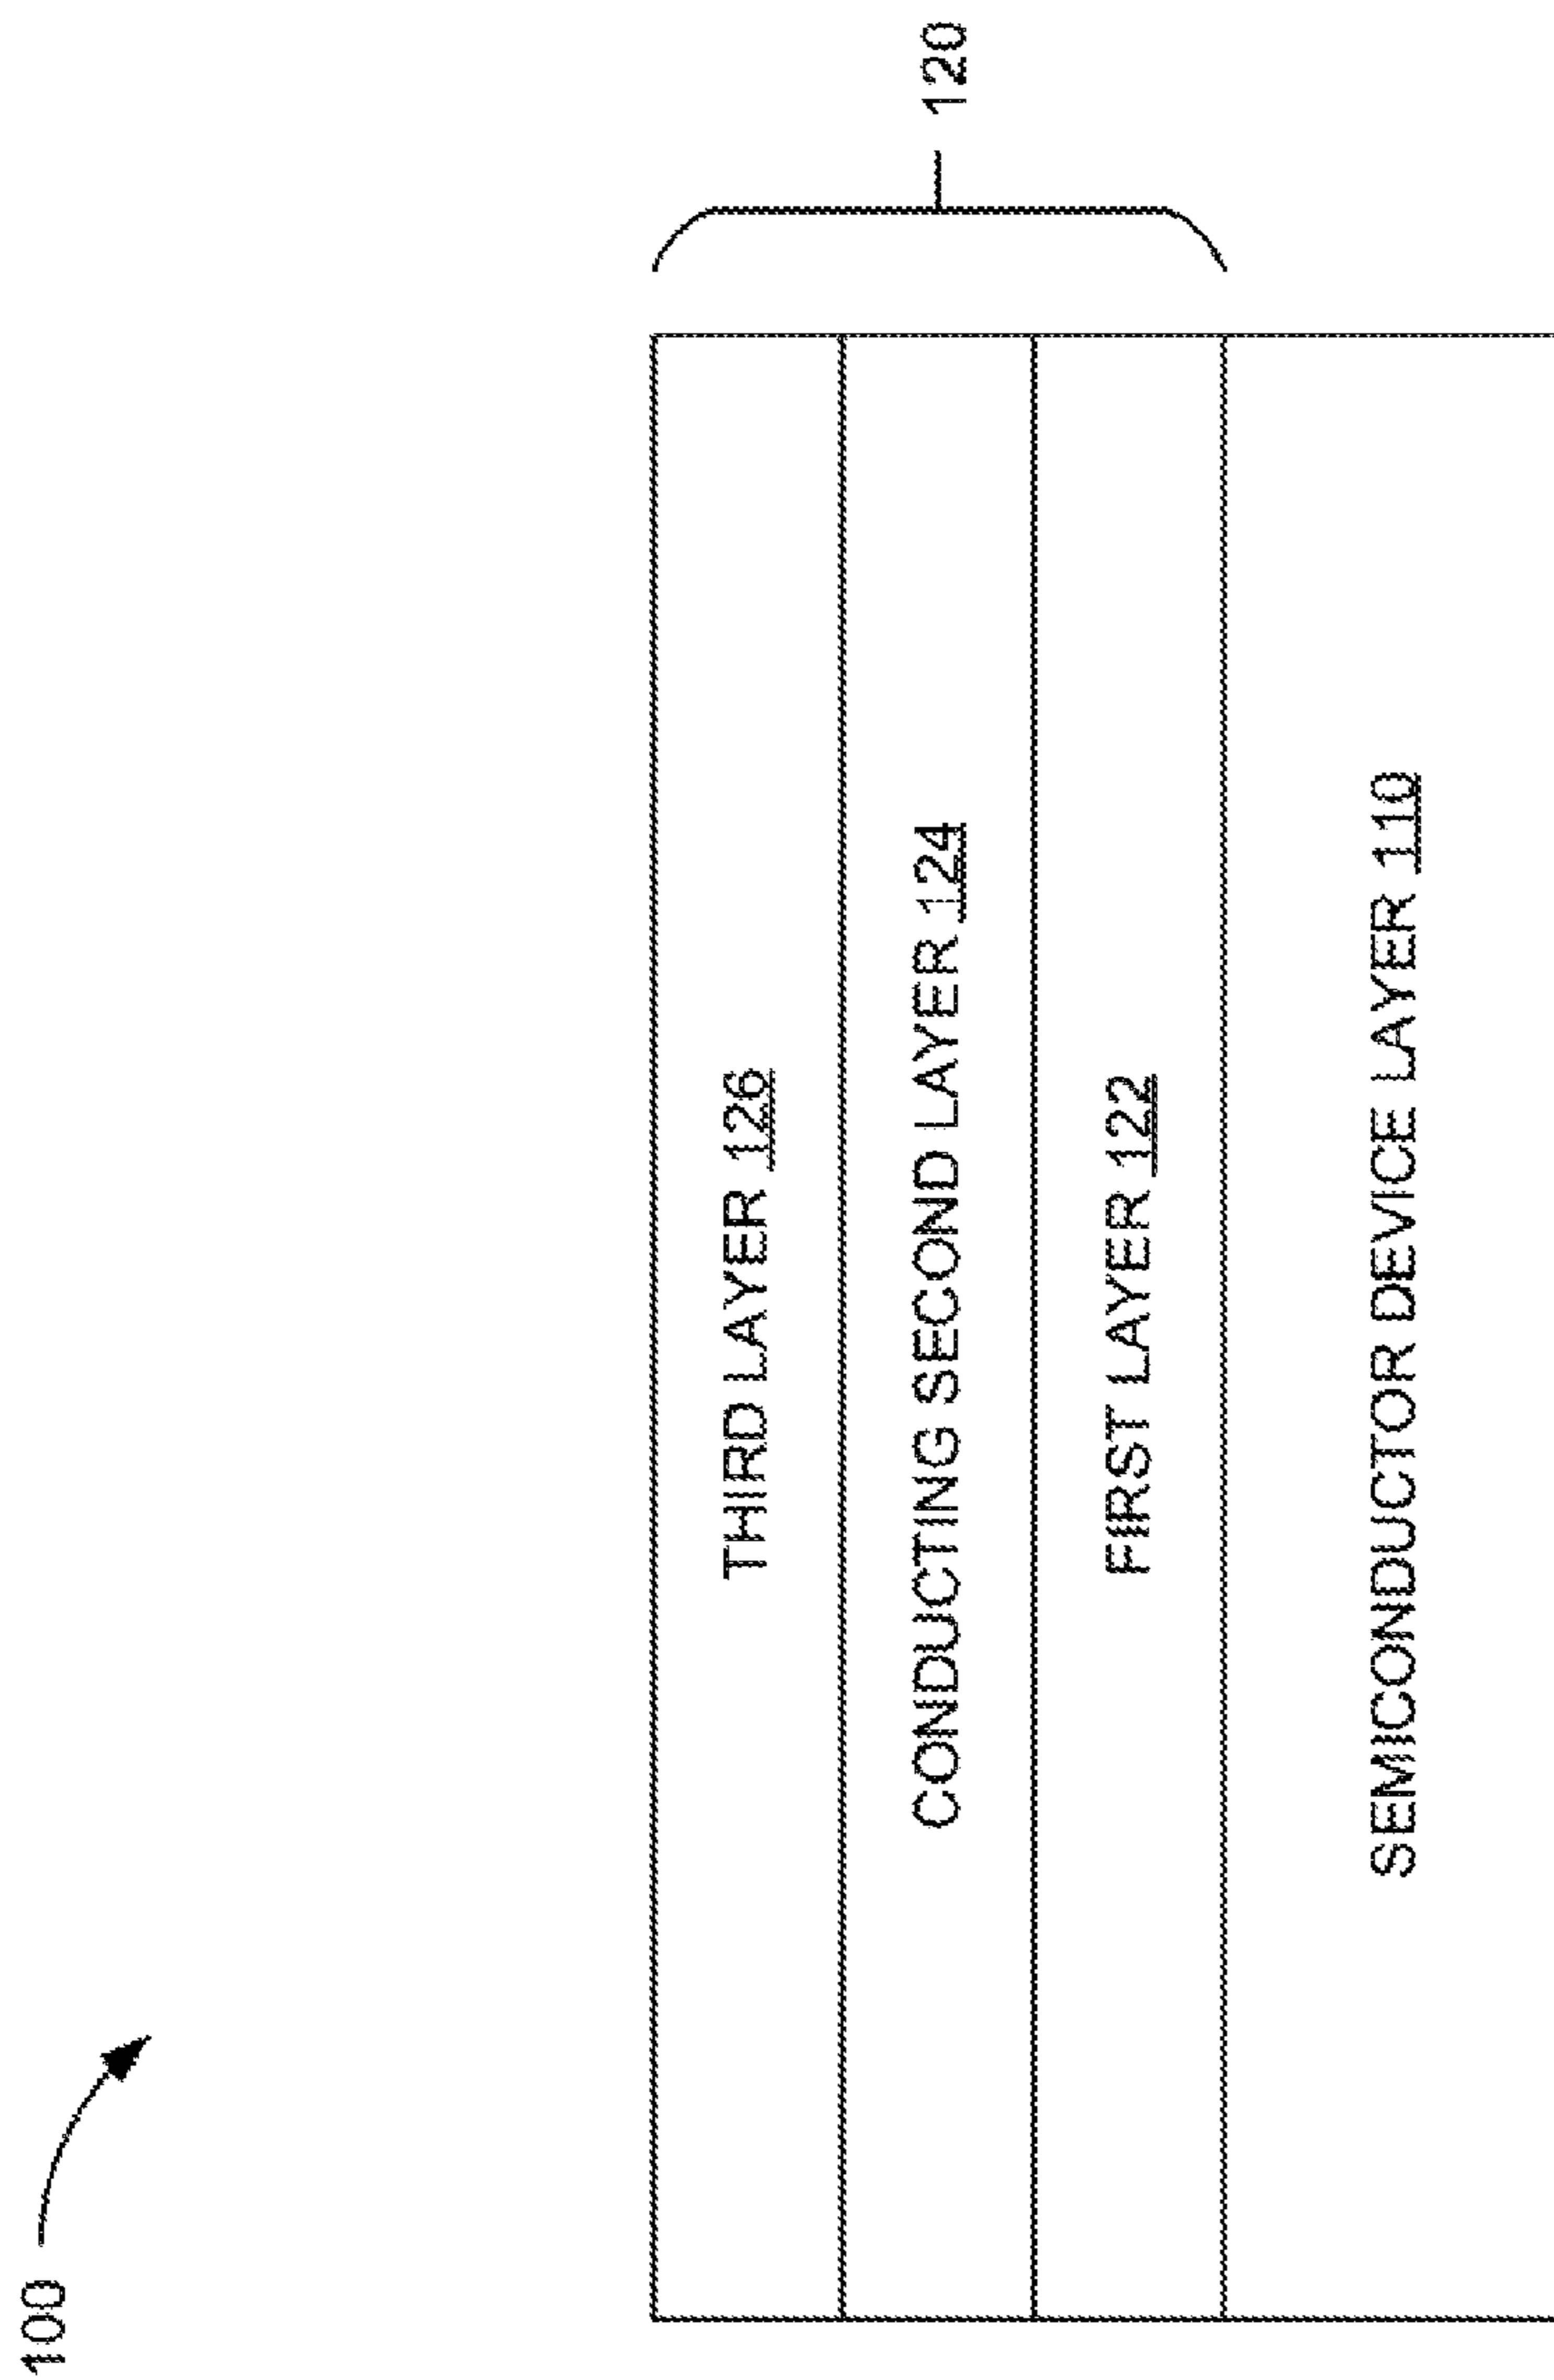 100
120
THIRD LAYER 126
CONDUCTING SECOND LAYER 124
FIRST LAYER 122
SEMICONDUCTOR DEVICE LAYER 110